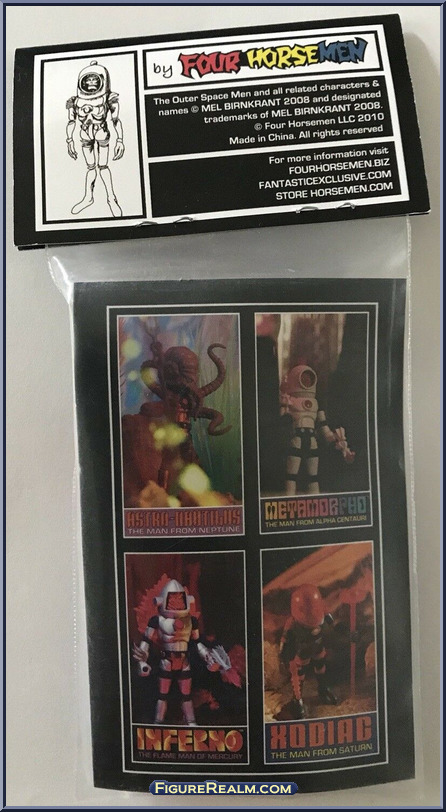 by FOUR HORSEMEN
The Outer Space Men and all related characters &
names © MEL BIRNKRANT 2008 and designated
trademarks of MEL BIRNKRANT 2008.
© Four Horsemen LLC 2010
Made in China. All rights reserved
For more information visit
FOURHORSEMEN.BIZ
FANTASTICEXCLUSIVE.COM
STORE HORSEMEN.COM
ASTRO-NAUTILUS
THE MAN FROM NEPTUNE
METAMORPHO
THE MAN FROM ALPHA CENTAURI
INFERNO
THE FLAME MAN OF MERCURY
XODIAC
THE MAN FROM SATURN
FIGUREREALM.COM